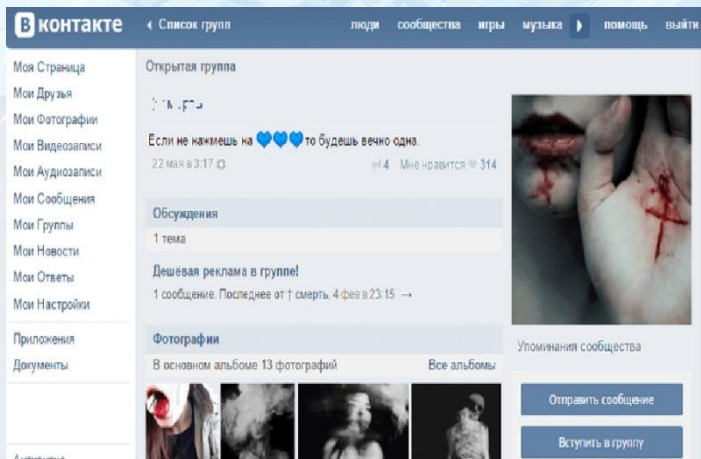 В контакте
Список групп
люди сообщества игры музыка помощь выйти
Моя Страница
Мои Друзья
Мои Фотографии
Мои Видеозаписи
Мои Аудиозаписи
Мои Сообщения
Мои Группы
Мои Новости
Мои Ответы
Мои Настройки
Приложения
Документы
Открытая группа
Если не нажмешь на 💙💙💙 то будешь вечно одна.
22 мая в 3:17
4 Мне нравится 314
Обсуждения
1 тема
Дешёвая реклама в группе!
1 сообщение. Последнее от † смерть, 4 фев в 23:15 →
Фотографии
В основном альбоме 13 фотографий Все альбомы
Упоминания сообщества
Отправить сообщение
Вступить в группу